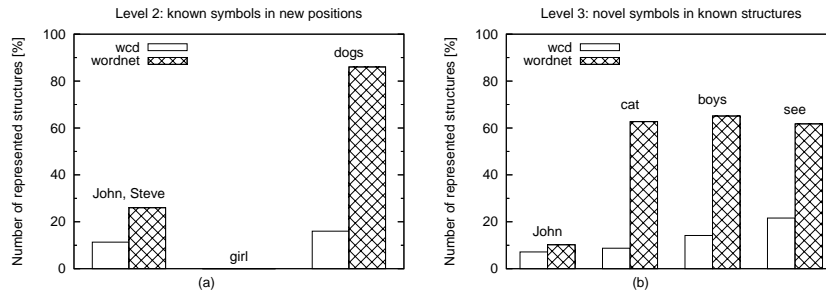 Level 2: known symbols in new positions
Number of represented structures [%]
100
80
60
40
20
0
wcd
wordnet
John, Steve
girl
dogs
(a)
Level 3: novel symbols in known structures
Number of represented structures [%]
100
80
60
40
20
0
wcd
wordnet
John
cat
boys
see
(b)